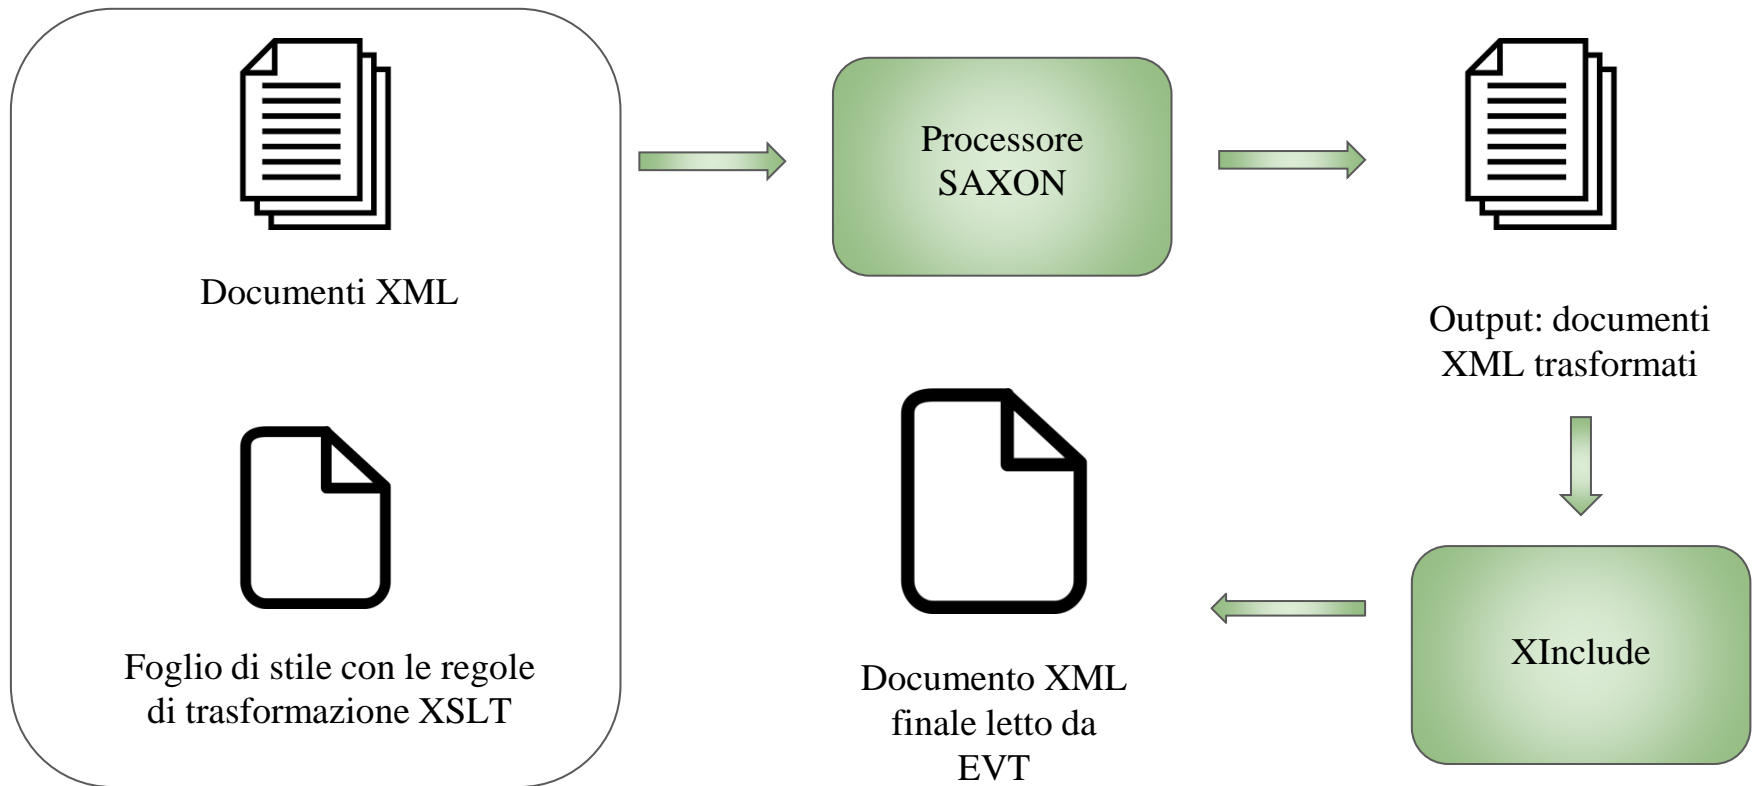 Documenti XML
Foglio di stile con le regole
di trasformazione XSLT
Processore
SAXON
Output: documenti
XML trasformati
XInclude
Documento XML
finale letto da
EVT